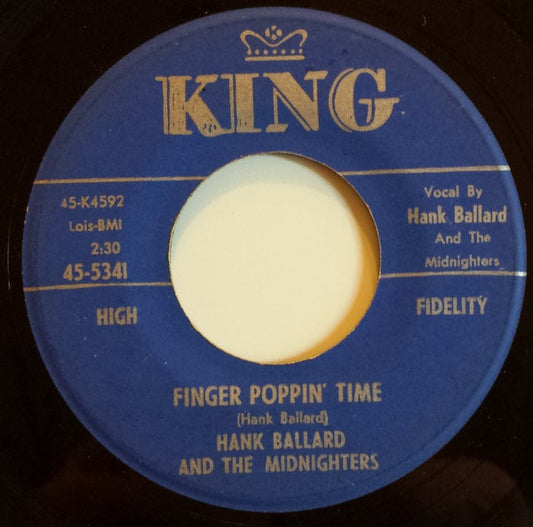 KING
45-K4592
Lois-BMI
2:30
45-5341
Vocal By
Hank Ballard
And The
Midnighters
HIGH
FIDELITY
FINGER POPPIN' TIME
(Hank Ballard)
HANK BALLARD
AND THE MIDNIGHTERS